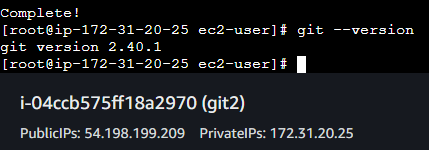 Complete!
[root@ip-172-31-20-25 ec2-user]# git --version
git version 2.40.1
[root@ip-172-31-20-25 ec2-user]#
i-04ccb575ff18a2970 (git2)
PublicIPs: 54.198.199.209 PrivateIPs: 172.31.20.25